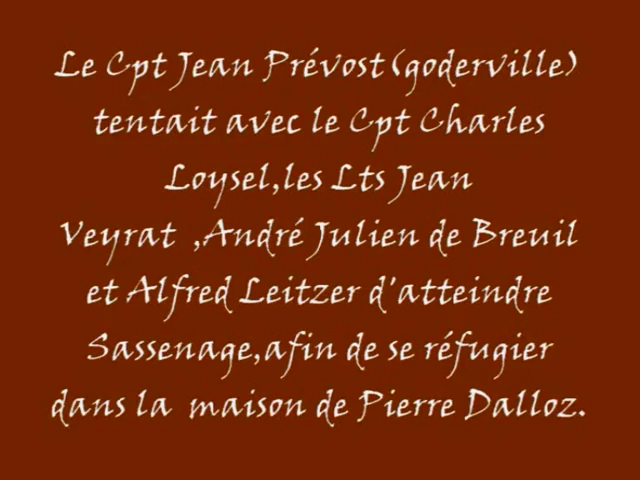 Le Cpt Jean Prévost(goderville)
tentait avec le Cpt Charles
Loysel,les Lts Jean
Veyrat ,André Julien de Breuil
et Alfred Leitzer d'atteindre
Sassenage,afin de se réfugier
dans la maison de Pierre Dalloz.